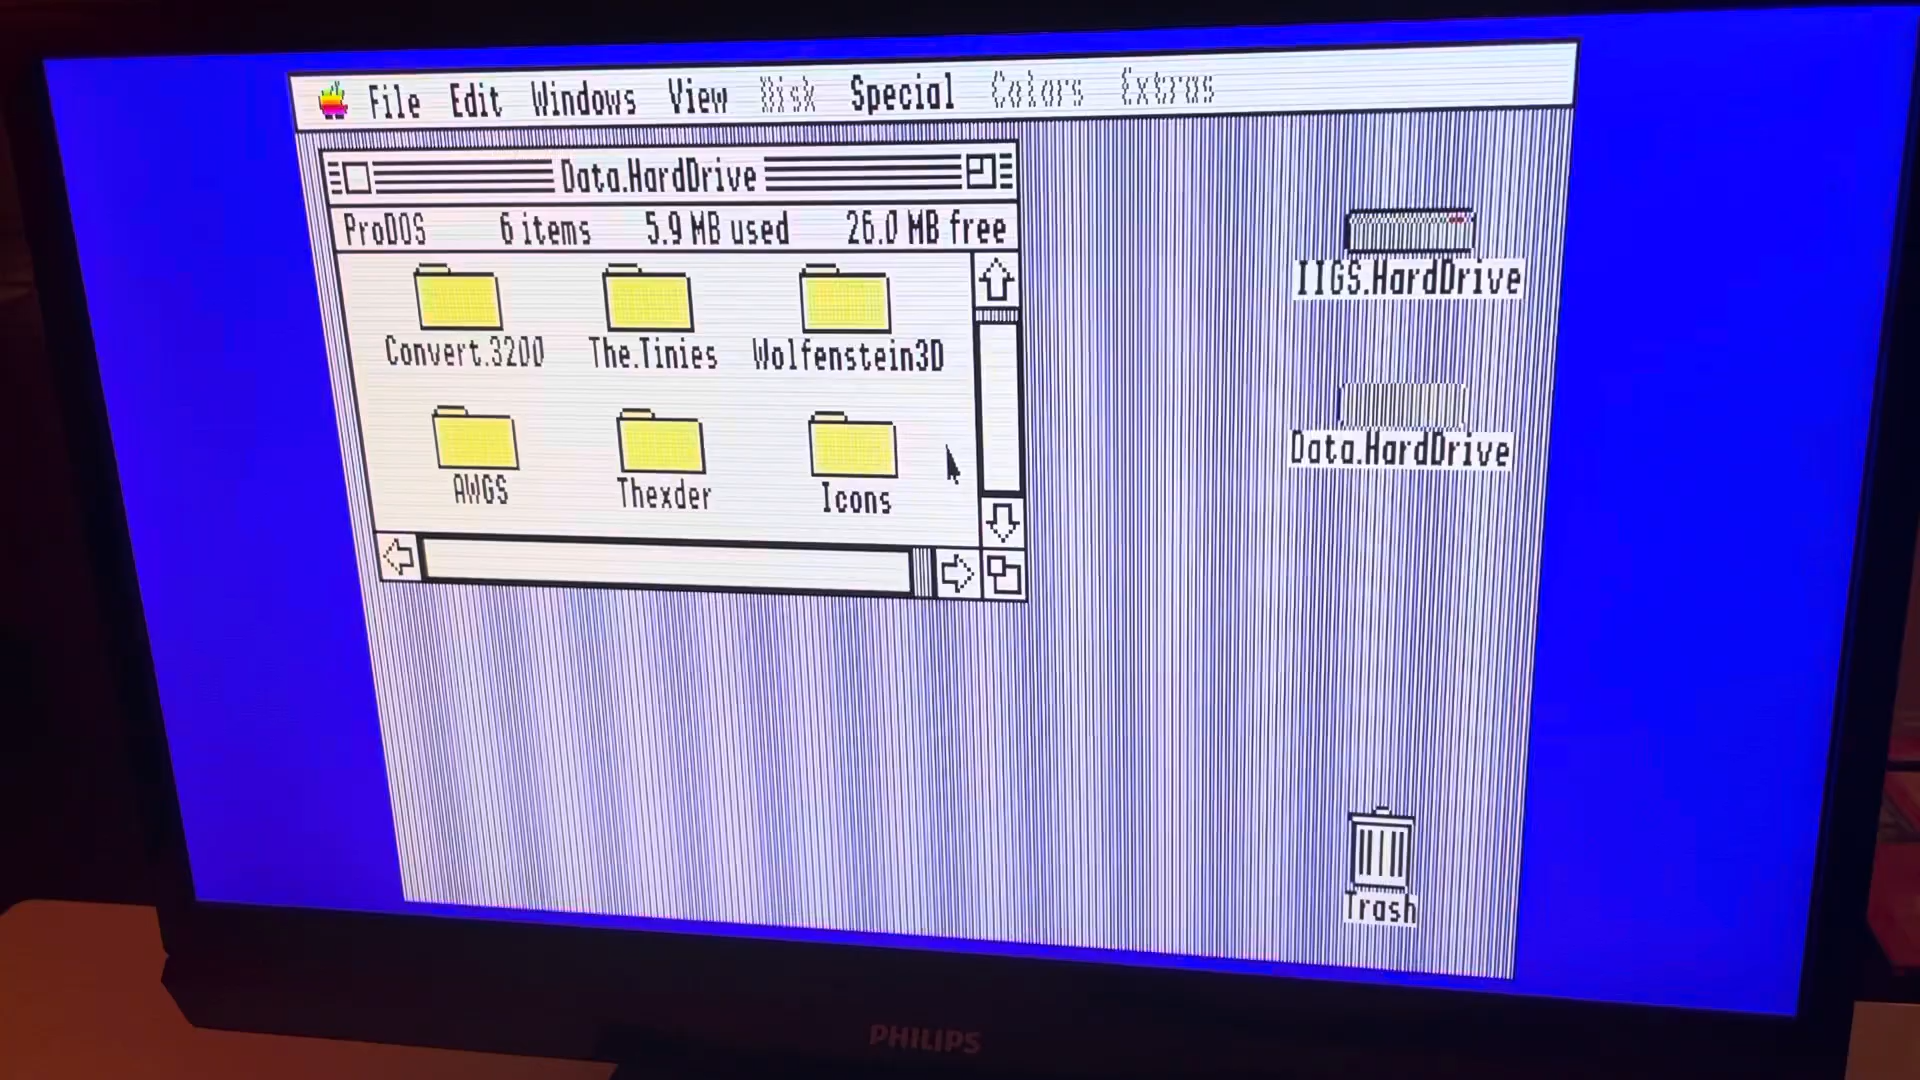 File Edit Windows View Disk Special Colors Extras
Data.HardDrive
ProDOS 6 items 5.9 MB used 26.0 MB free
Convert.3200 The.Tinies Wolfenstein3D
AWGS Thexder Icons
IIGS.HardDrive
Data.HardDrive
Trash
PHILIPS